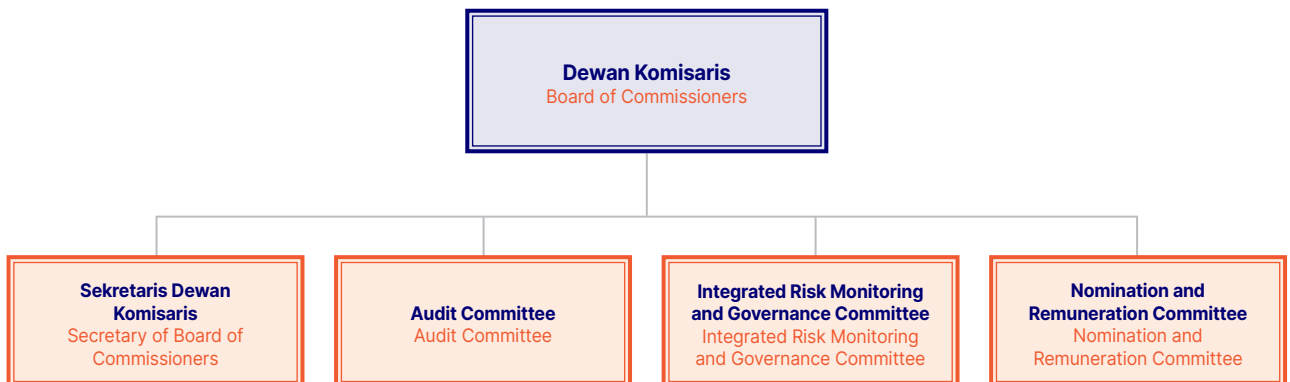 Dewan Komisaris
Board of Commissioners
Sekretaris Dewan
Komisaris
Secretary of Board of
Commissioners
Audit Committee
Audit Committee
Integrated Risk Monitoring
and Governance Committee
Integrated Risk Monitoring
and Governance Committee
Nomination and
Remuneration Committee
Nomination and
Remuneration Committee